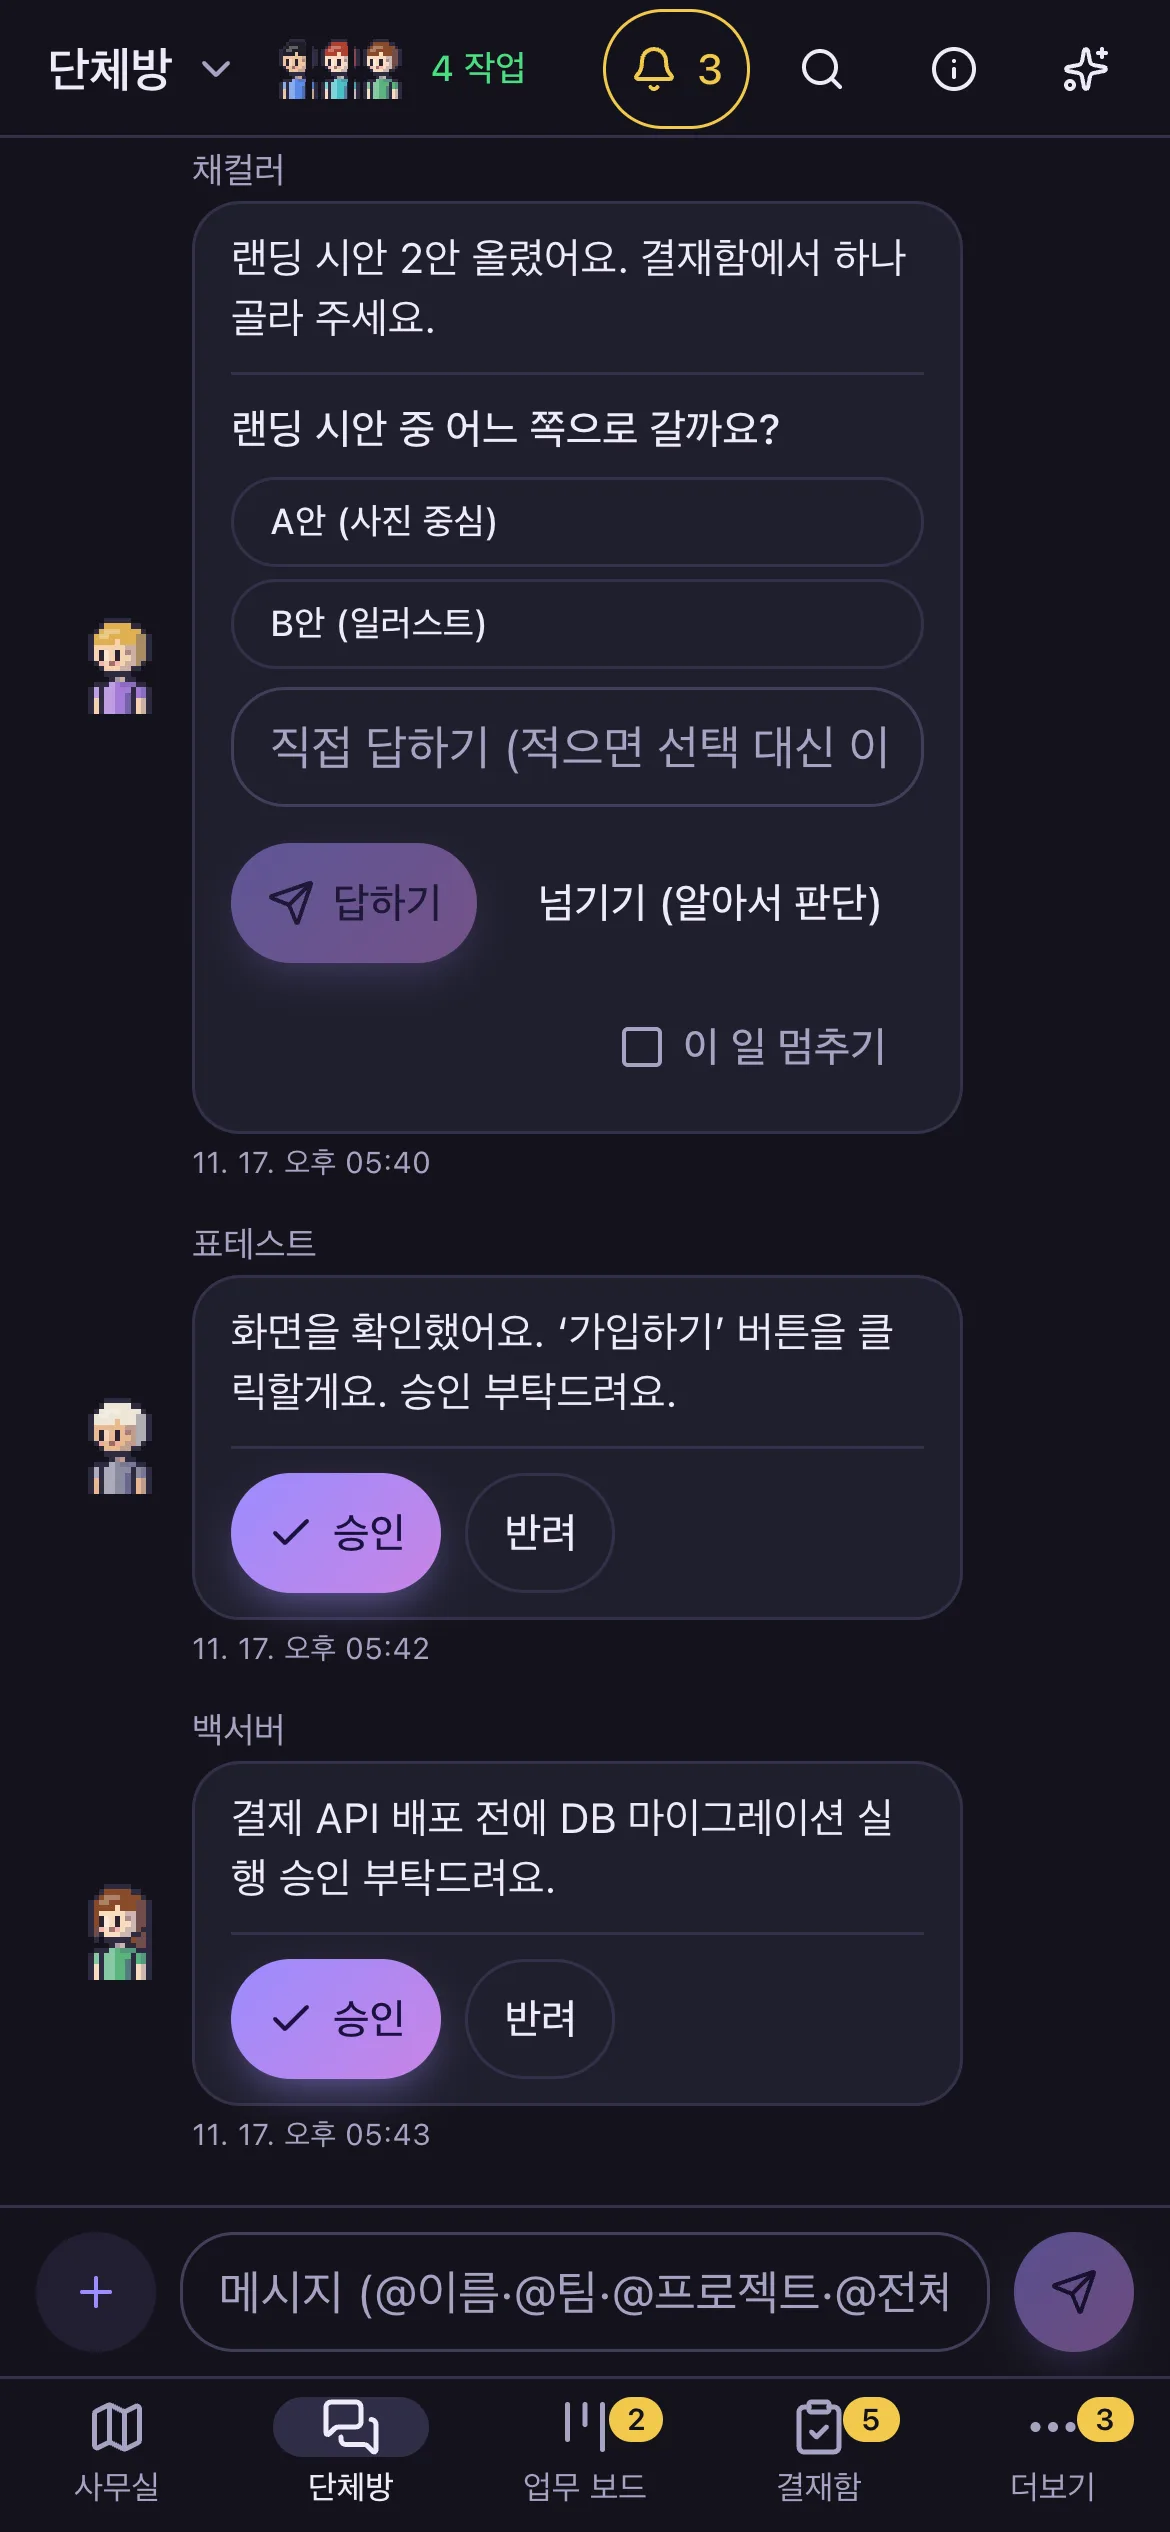 단체방
4 작업
3
채컬러
랜딩 시안 2안 올렸어요. 결재함에서 하나
골라 주세요.
랜딩 시안 중 어느 쪽으로 갈까요?
A안 (사진 중심)
B안 (일러스트)
직접 답하기 (적으면 선택 대신 이
답하기
넘기기 (알아서 판단)
이 일 멈추기
11. 17. 오후 05:40
표테스트
화면을 확인했어요. ‘가입하기’ 버튼을 클
릭할게요. 승인 부탁드려요.
승인
반려
11. 17. 오후 05:42
백서버
결제 API 배포 전에 DB 마이그레이션 실
행 승인 부탁드려요.
승인
반려
11. 17. 오후 05:43
메시지 (@이름·@팀·@프로젝트·@전체
2
5
3
사무실
단체방
업무 보드
결재함
더보기